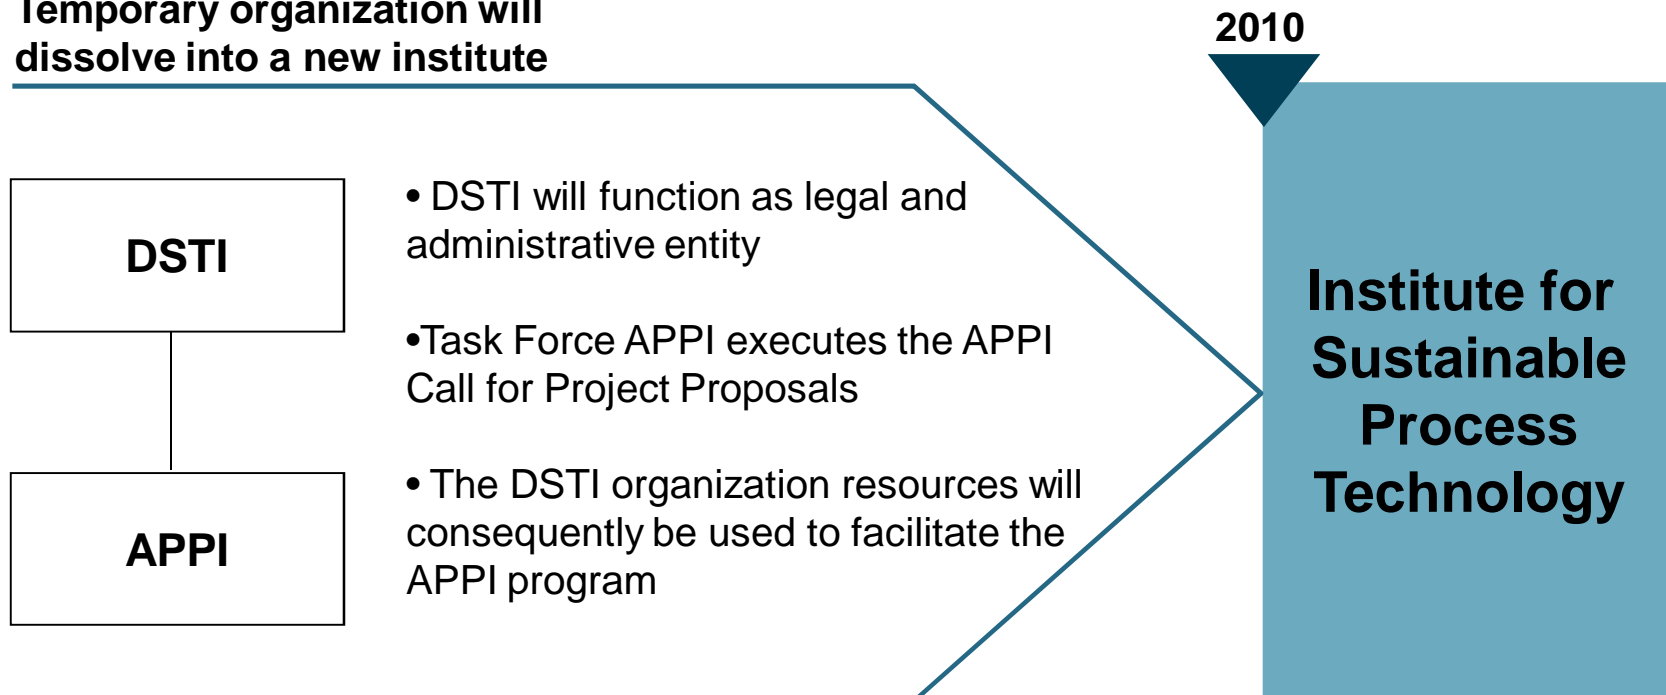 Temporary organization will
dissolve into a new institute
2010
DSTI
• DSTI will function as legal and
administrative entity
•Task Force APPI executes the APPI
Call for Project Proposals
• The DSTI organization resources will
consequently be used to facilitate the
APPI program
APPI
Institute for
Sustainable
Process
Technology